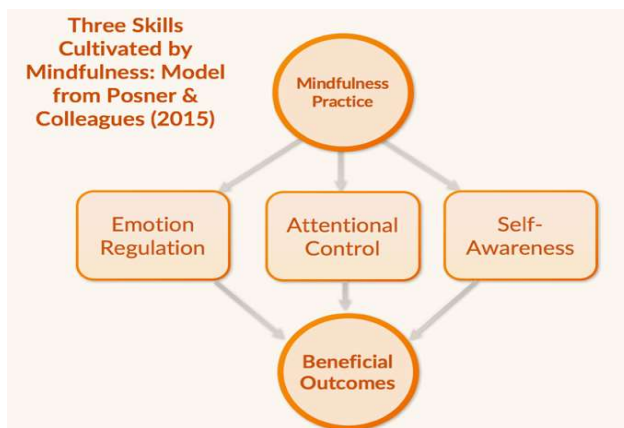 Three Skills
Cultivated by
Mindfulness: Model
from Posner &
Colleagues (2015)
Mindfulness
Practice
Emotion
Regulation
Attentional
Control
Self-
Awareness
Beneficial
Outcomes